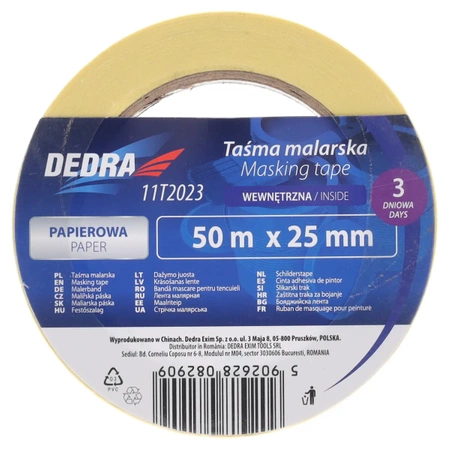 DEDRA
Taśma malarska
Masking tape
11T2023
WEWNĘTRZNA / INSIDE
3
DNIOWA
DAYS
PAPIEROWA
PAPER
50 m x 25 mm
PL Taśma malarska
EN Masking tape
DE Malerband
CZ Malířská páska
SK Maliarska páska
HU Festőszalag
LT Dažymo juosta
LV Krāsošanas lente
RO Bandă mascare pentru tencuieli
RU Лента малярная
EE Maalriteip
UA Стрічка малярська
NL Schilderstape
ES Cinta adhesiva de pintor
SI Slikarski trak
HR Zaštitna traka za bojanje
BG Бояджийска лента
FR Ruban de masquage pour peinture
Wyprodukowano w Chinach. Dedra Exim Sp. z o.o. ul. 3 Maja 8, 05-800 Pruszków, POLSKA.
Distribuitor in România: DEDRA EXIM TOOLS SRL
Sediul: Bd. Corneliu Coposu nr 6-8, Modulul nr M04, sector 3030606 Bucuresti, ROMANIA
03
PVC
5 902628 082909